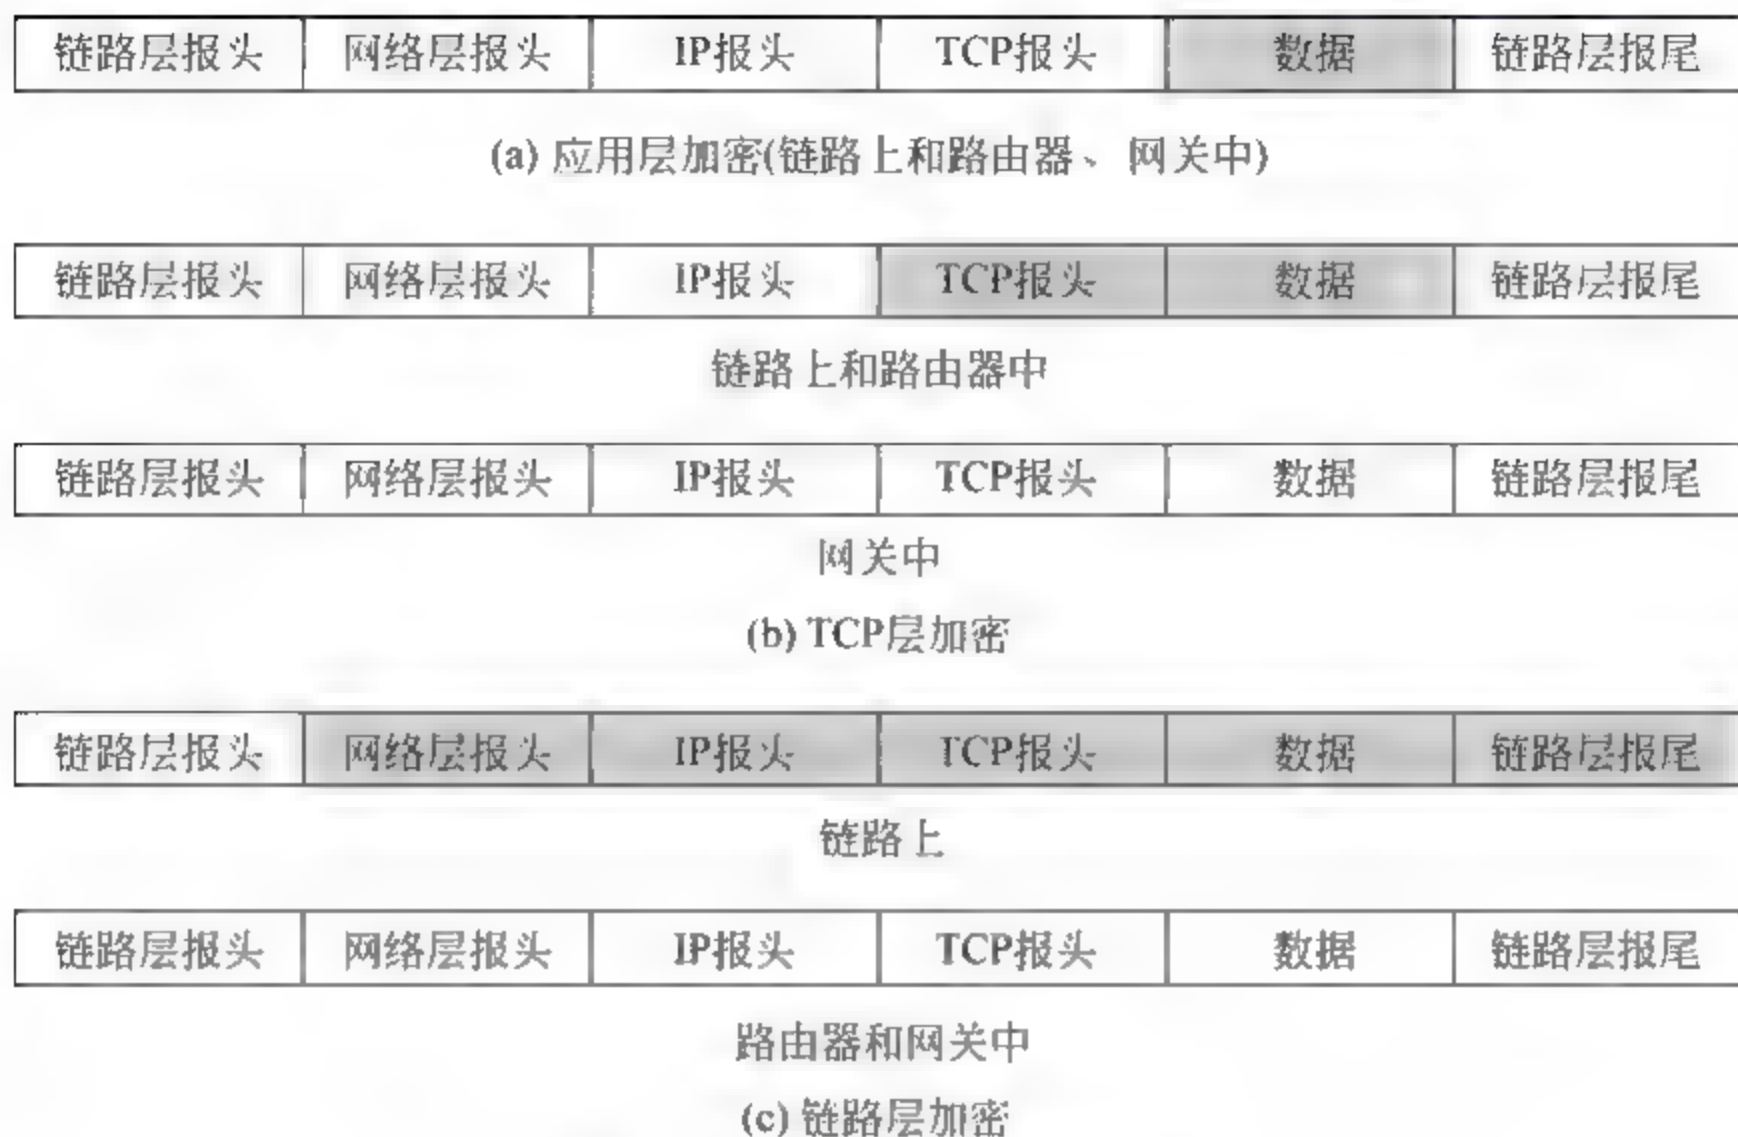 链路层报头 网络层报头 IP报头 TCP报头 数据 链路层报尾
(a) 应用层加密(链路上和路由器、网关中)
链路层报头 网络层报头 IP报头 TCP报头 数据 链路层报尾
链路上和路由器中
链路层报头 网络层报头 IP报头 TCP报头 数据 链路层报尾
网关中
(b) TCP层加密
链路层报头 网络层报头 IP报头 TCP报头 数据 链路层报尾
链路上
链路层报头 网络层报头 IP报头 TCP报头 数据 链路层报尾
路由器和网关中
(c) 链路层加密